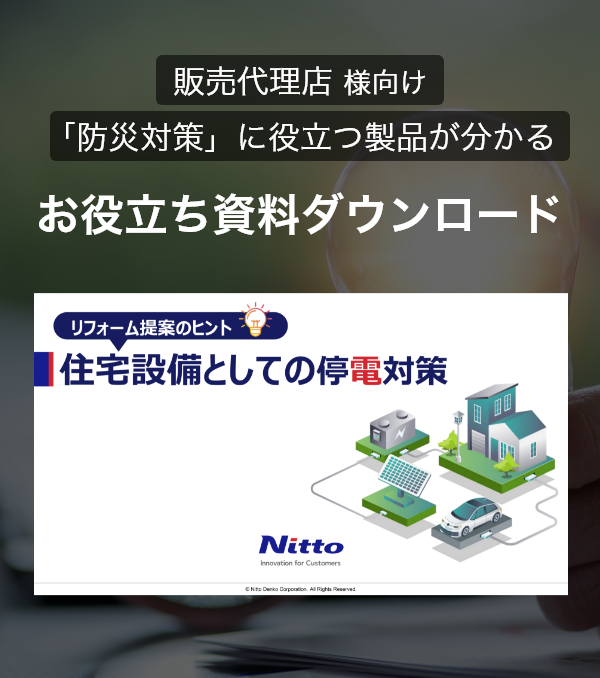 販売代理店 様向け
「防災対策」に役立つ製品が分かる
お役立ち資料ダウンロード
リフォーム提案のヒント
住宅設備としての停電対策
Nitto
Innovation for Customers
© Nitto Denko Corporation. All Rights Reserved.